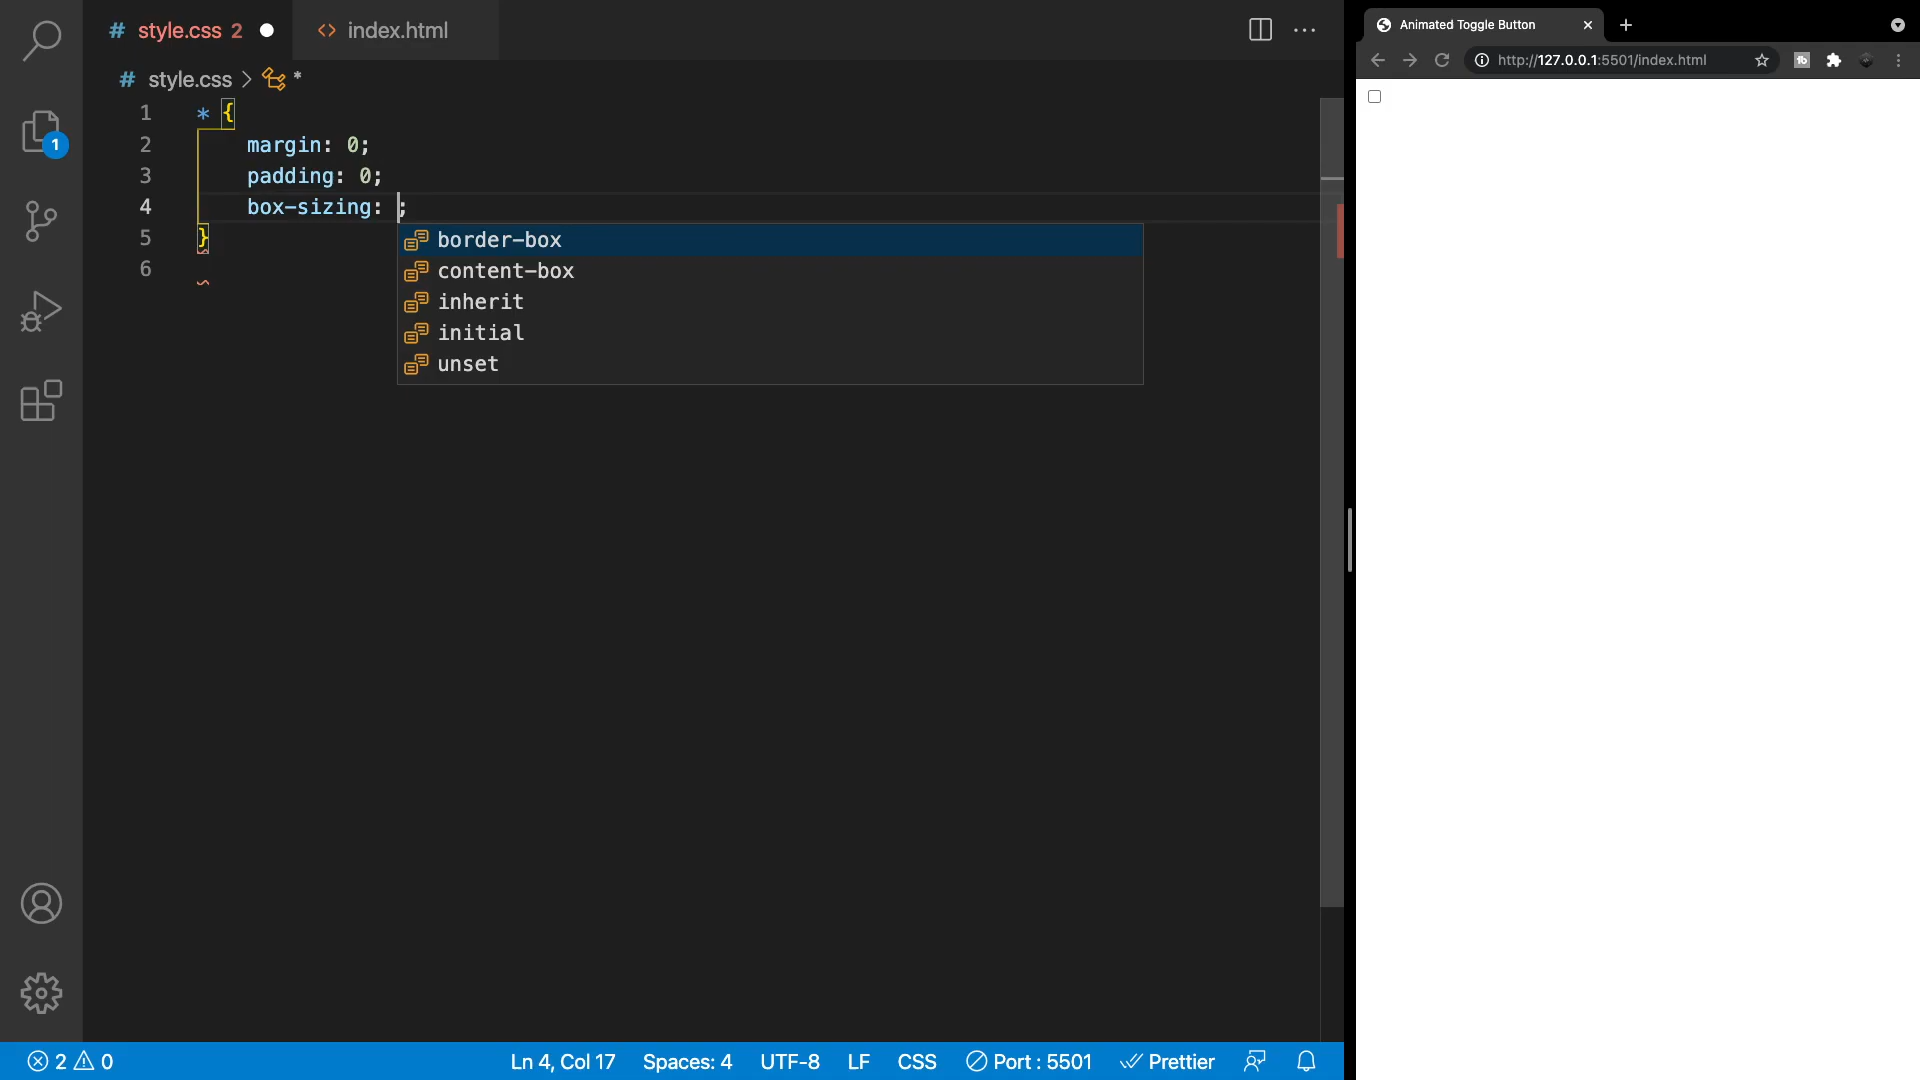 # style.css 2
<> index.html
Animated Toggle Button
http://127.0.0.1:5501/index.html
# style.css > *
1 * {
2 margin: 0;
3 padding: 0;
4 box-sizing: ;
5 }
6
border-box
content-box
inherit
initial
unset
1
2 0 Ln 4, Col 17 Spaces: 4 UTF-8 LF CSS Port : 5501 Prettier